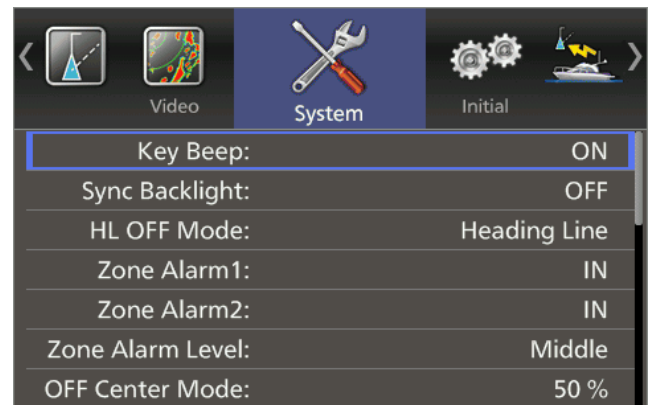 Video
System
Initial
Key Beep: ON
Sync Backlight: OFF
HL OFF Mode: Heading Line
Zone Alarm1: IN
Zone Alarm2: IN
Zone Alarm Level: Middle
OFF Center Mode: 50 %